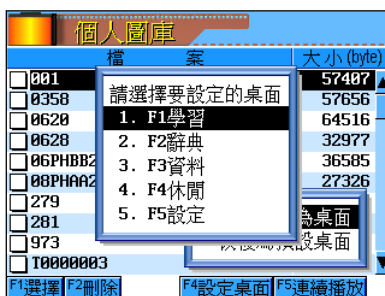 個人圖庫
檔 案 大小(byte)
001 57407
0358 57656
0620 64516
0628 32977
06PHBB2 36585
08PHAA2 27326
279
281
973
T0000003
請選擇要設定的桌面
1. F1學習
2. F2辭典
3. F3資料
4. F4休閒
5. F5設定
為桌面
設桌面
F1選擇 F2刪除 F4設定桌面 F5連續播放